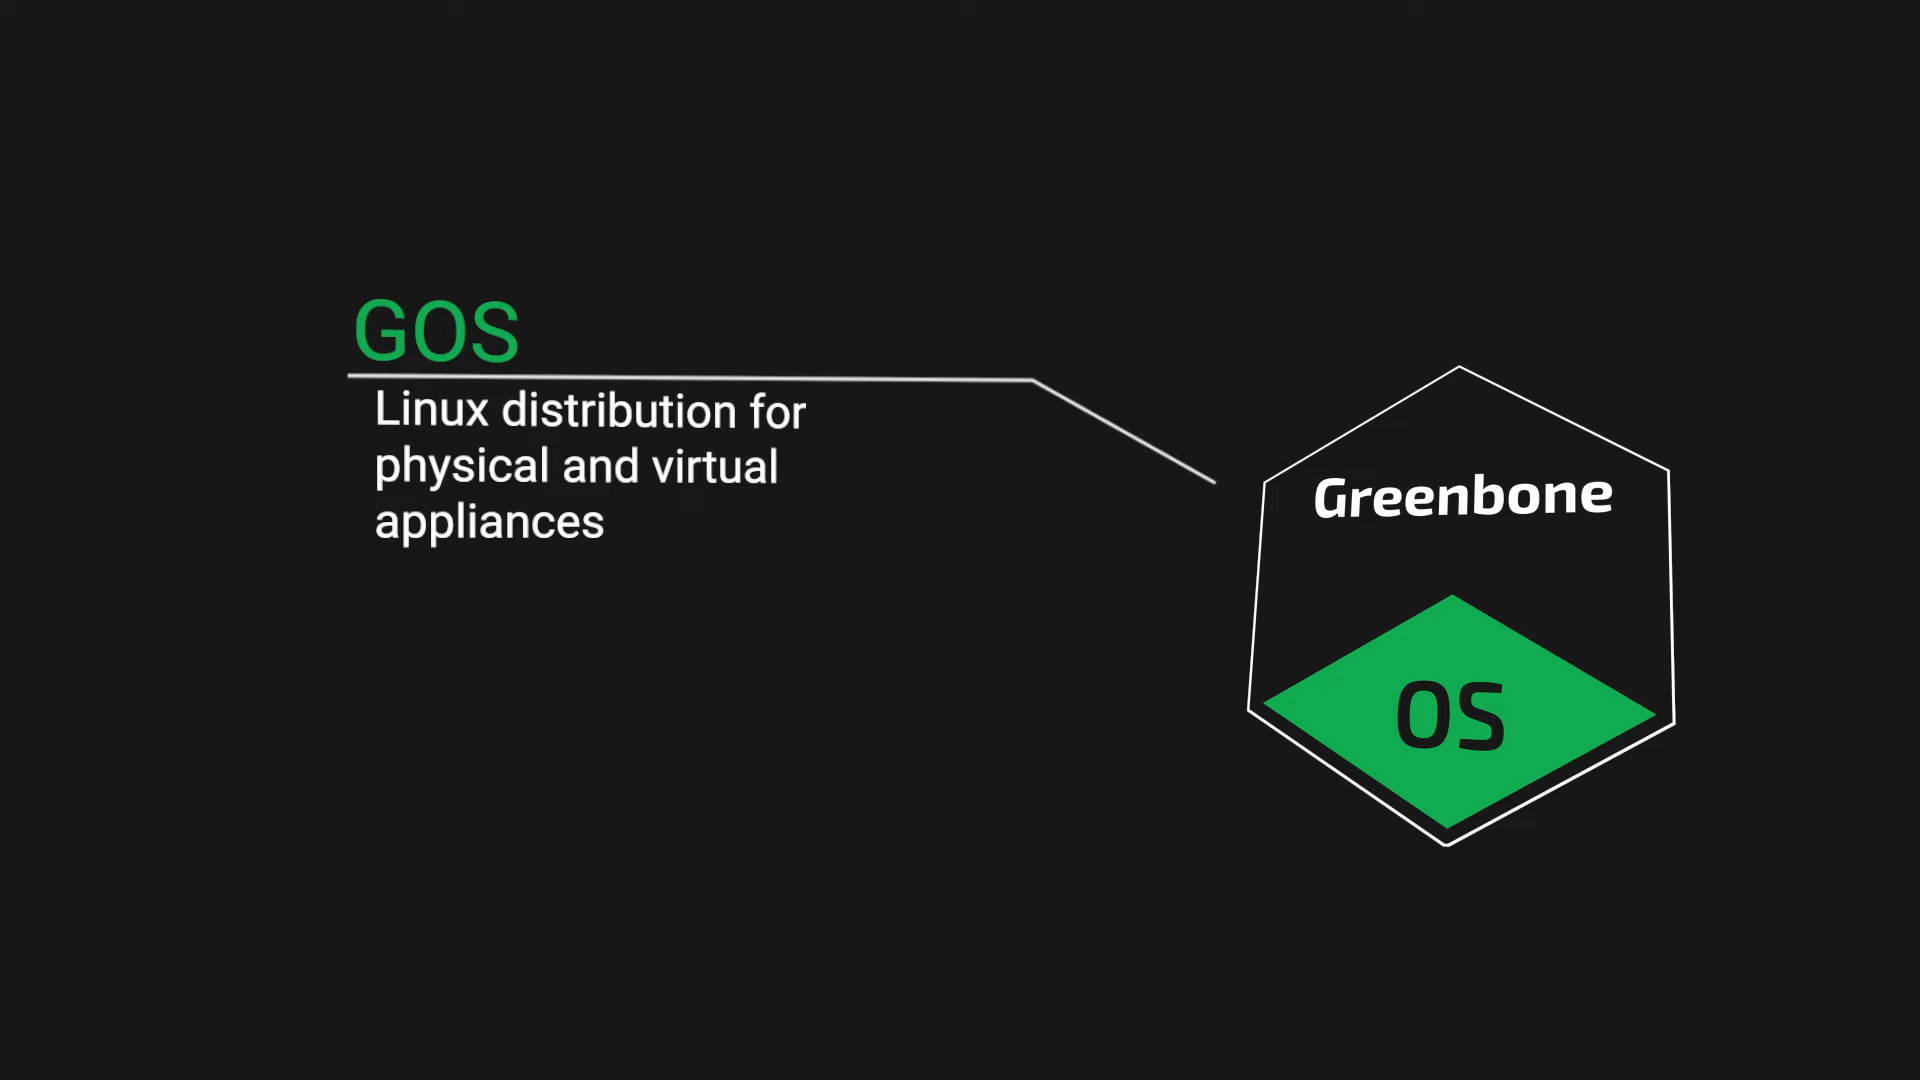 GOS
Linux distribution for
physical and virtual
appliances
Greenbone
OS